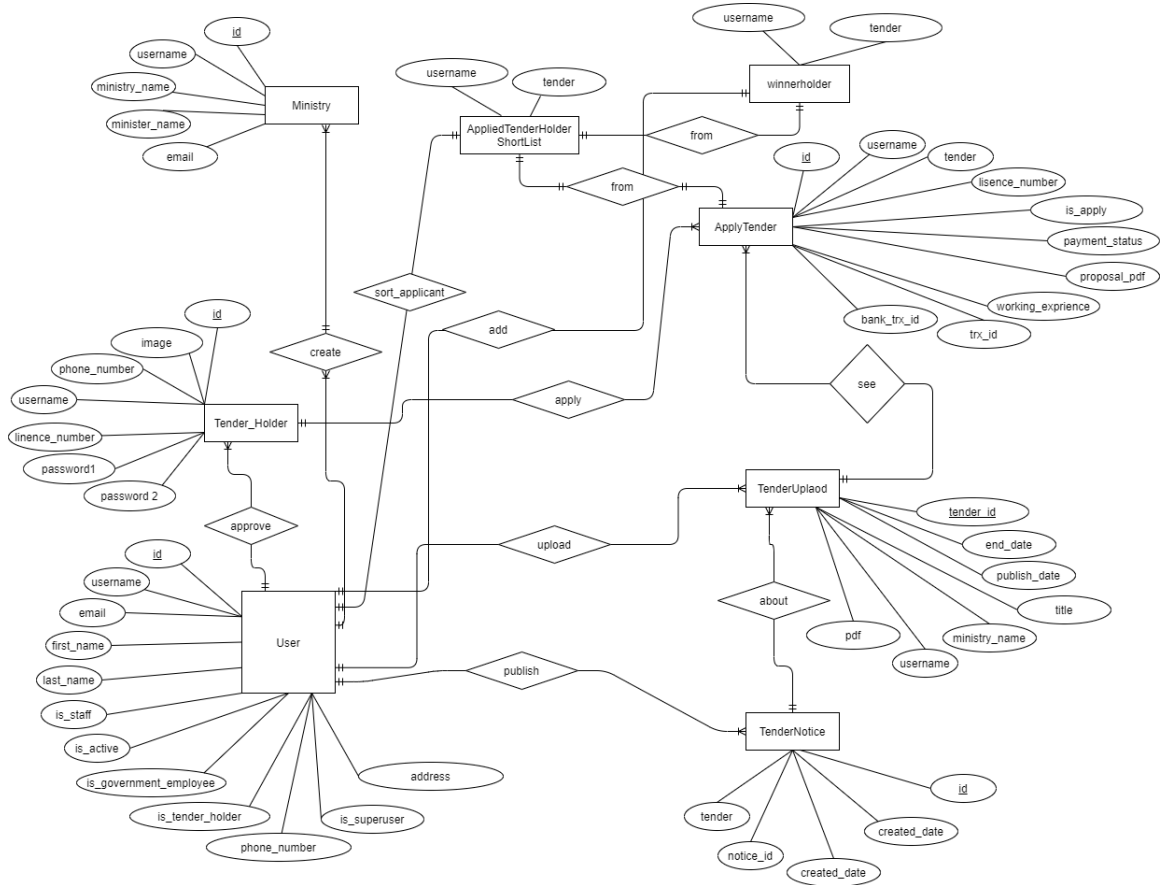 id
username
ministry_name
minister_name
email
Ministry
username
tender
AppliedTenderHolder
ShortList
username
tender
winnerholder
from
from
id
username
tender
lisence_number
is_apply
payment_status
proposal_pdf
working_exprience
trx_id
bank_trx_id
ApplyTender
sort_applicant
add
create
apply
see
id
image
phone_number
username
linence_number
password1
password 2
Tender_Holder
approve
upload
TenderUplaod
tender_id
end_date
publish_date
title
ministry_name
username
pdf
about
id
username
email
first_name
last_name
is_staff
is_active
is_government_employee
is_tender_holder
phone_number
is_superuser
address
User
publish
TenderNotice
tender
notice_id
created_date
created_date
id